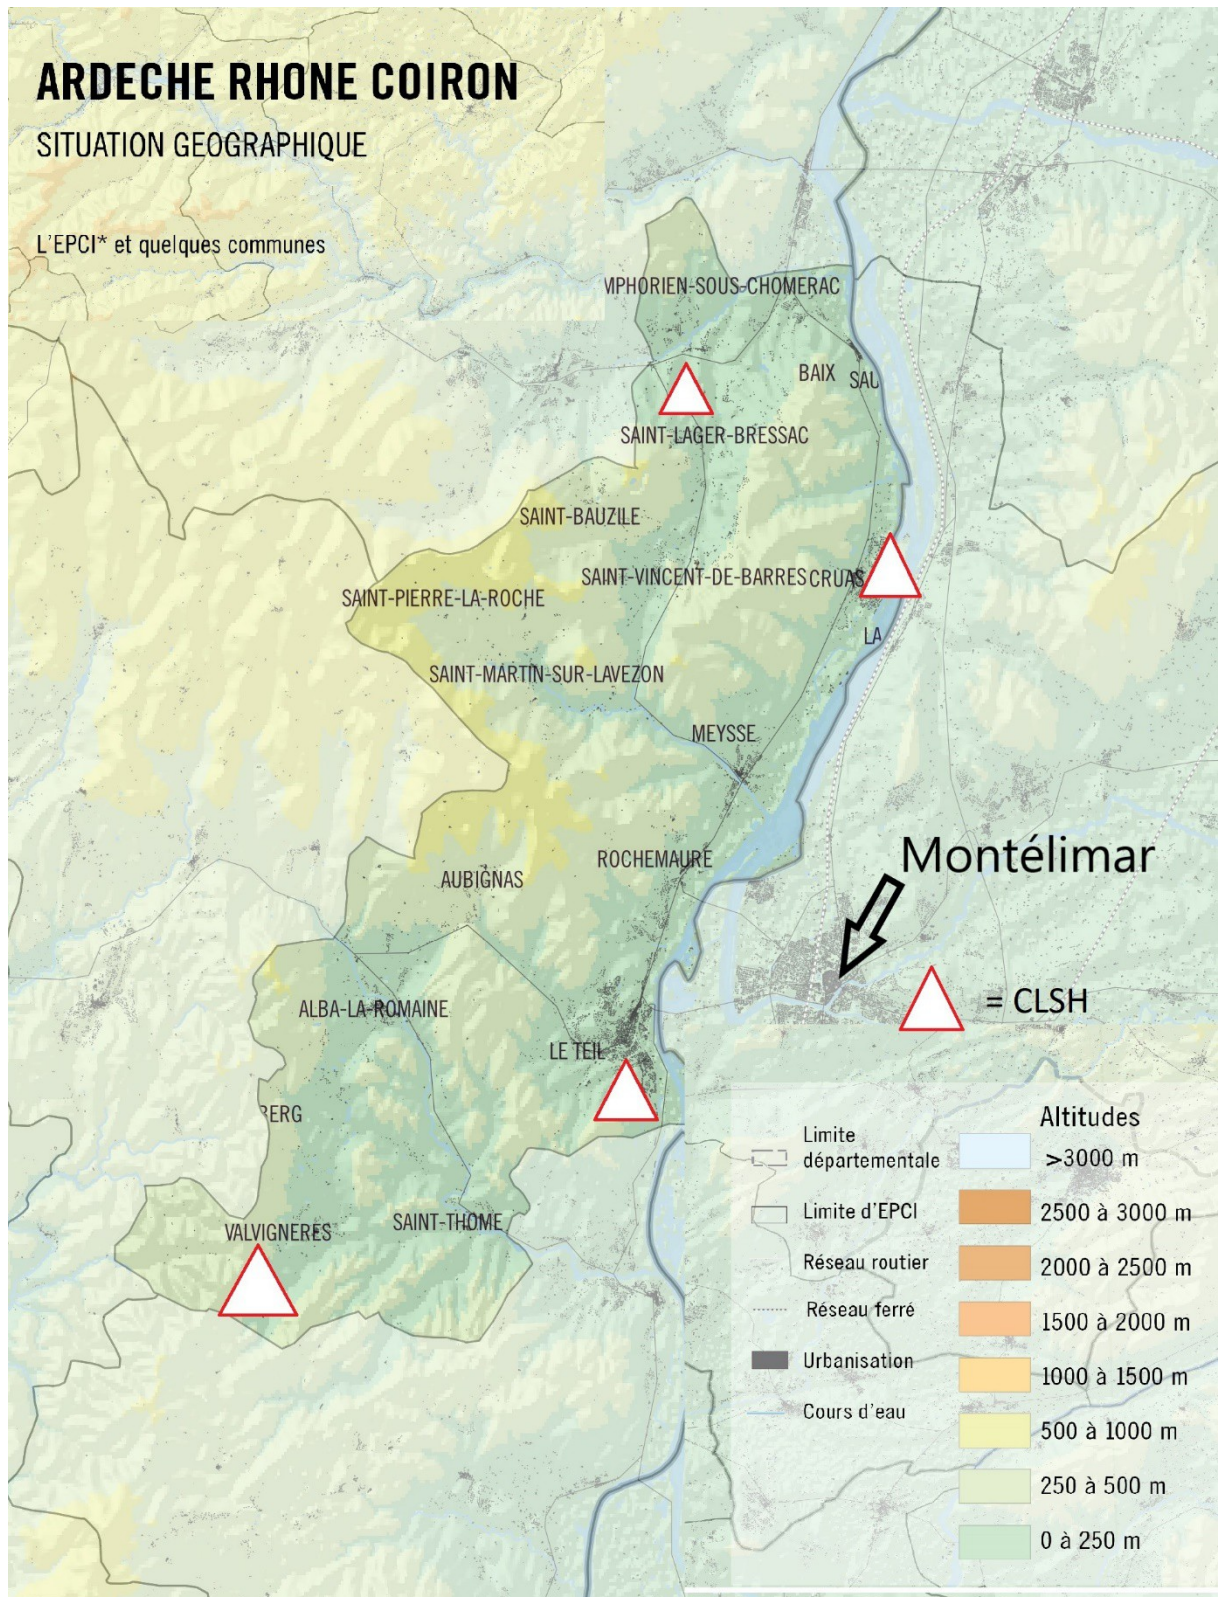 ARDECHE RHONE COIRON
SITUATION GEOGRAPHIQUE
L'EPCI* et quelques communes
MPHORIEN-SOUS-CHOMERAC
BAIX
SAU
SAINT-LAGER-BRESSAC
SAINT-BAUZILE
SAINT-VINCENT-DE-BARRES
CRUAS
SAINT-PIERRE-LA-ROCHE
LA
SAINT-MARTIN-SUR-LAVEZON
MEYSSE
ROCHEMAURE
Montélimar
AUBIGNAS
ALBA-LA-ROMAINE
= CLSH
LE TEIL
BERG
SAINT-THOME
VALVIGNERES
Limite
départementale
Limite d'EPCI
Réseau routier
Réseau ferré
Urbanisation
Cours d'eau
Altitudes
>3000 m
2500 à 3000 m
2000 à 2500 m
1500 à 2000 m
1000 à 1500 m
500 à 1000 m
250 à 500 m
0 à 250 m